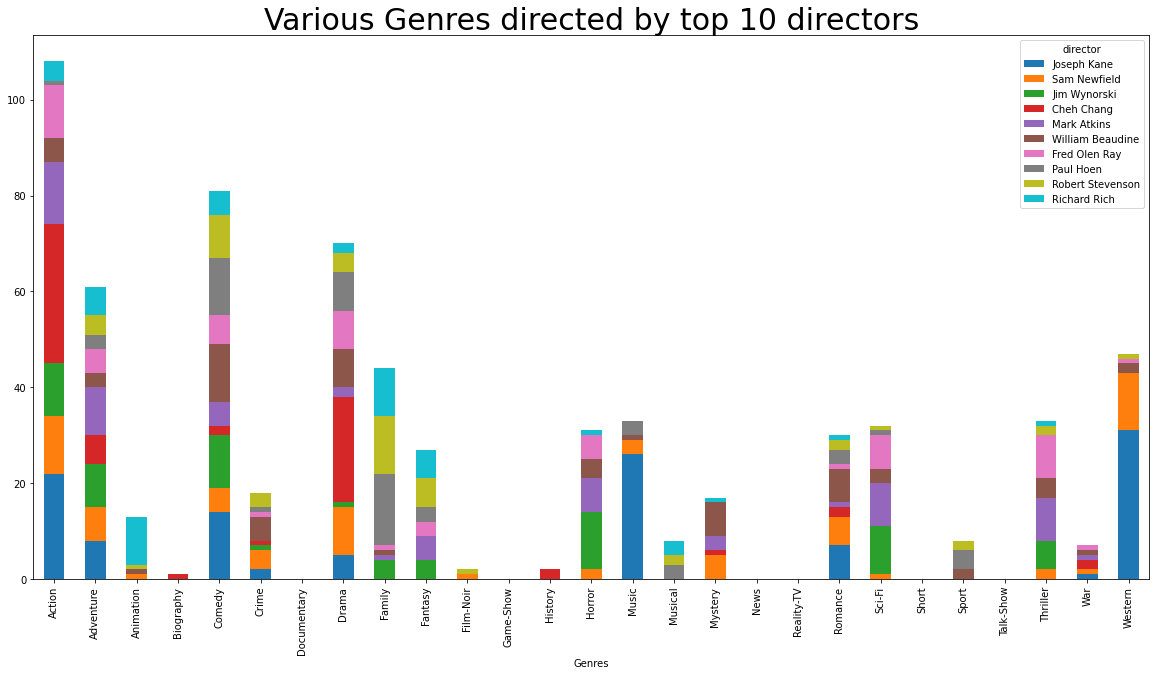 Various Genres directed by top 10 directors
director
Joseph Kane
Sam Newfield
Jim Wynorski
Cheh Chang
Mark Atkins
William Beaudine
Fred Olen Ray
Paul Hoen
Robert Stevenson
Richard Rich
100
80
60
40
20
0
Action
Adventure
Animation
Biography
Comedy
Crime
Documentary
Drama
Family
Fantasy
Film-Noir
Game-Show
History
Horror
Music
Musical
Mystery
News
Reality-TV
Romance
Sci-Fi
Short
Sport
Talk-Show
Thriller
War
Western
Genres